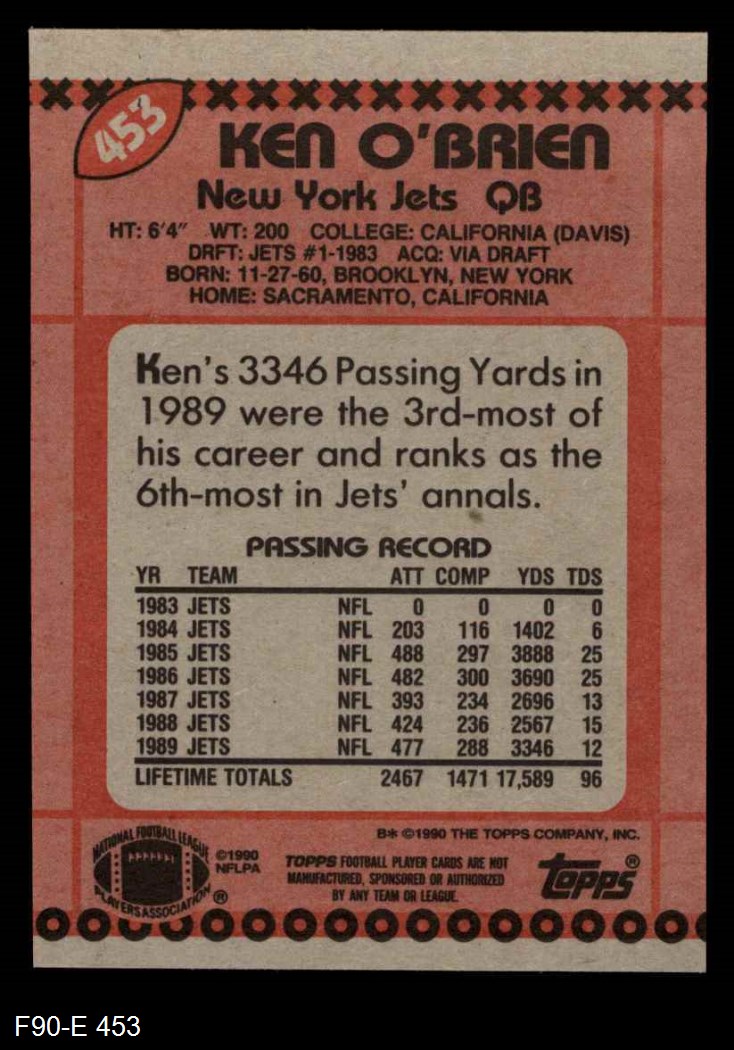 453
KEN O'BRIEN
New York Jets QB
HT: 6'4" WT: 200 COLLEGE: CALIFORNIA (DAVIS)
DRFT: JETS #1-1983 ACQ: VIA DRAFT
BORN: 11-27-60, BROOKLYN, NEW YORK
HOME: SACRAMENTO, CALIFORNIA
Ken's 3346 Passing Yards in
1989 were the 3rd-most of
his career and ranks as the
6th-most in Jets' annals.
PASSING RECORD
YR TEAM ATT COMP YDS TDS
1983 JETS NFL 0 0 0 0
1984 JETS NFL 203 116 1402 6
1985 JETS NFL 488 297 3888 25
1986 JETS NFL 482 300 3690 25
1987 JETS NFL 393 234 2696 13
1988 JETS NFL 424 236 2567 15
1989 JETS NFL 477 288 3346 12
LIFETIME TOTALS 2467 1471 17,589 96
B* ©1990 THE TOPPS COMPANY, INC.
NATIONAL FOOTBALL LEAGUE
PLAYERS ASSOCIATION ®
©1990
NFLPA
TOPPS FOOTBALL PLAYER CARDS ARE NOT
MANUFACTURED, SPONSORED OR AUTHORIZED
BY ANY TEAM OR LEAGUE.
Topps®
F90-E 453